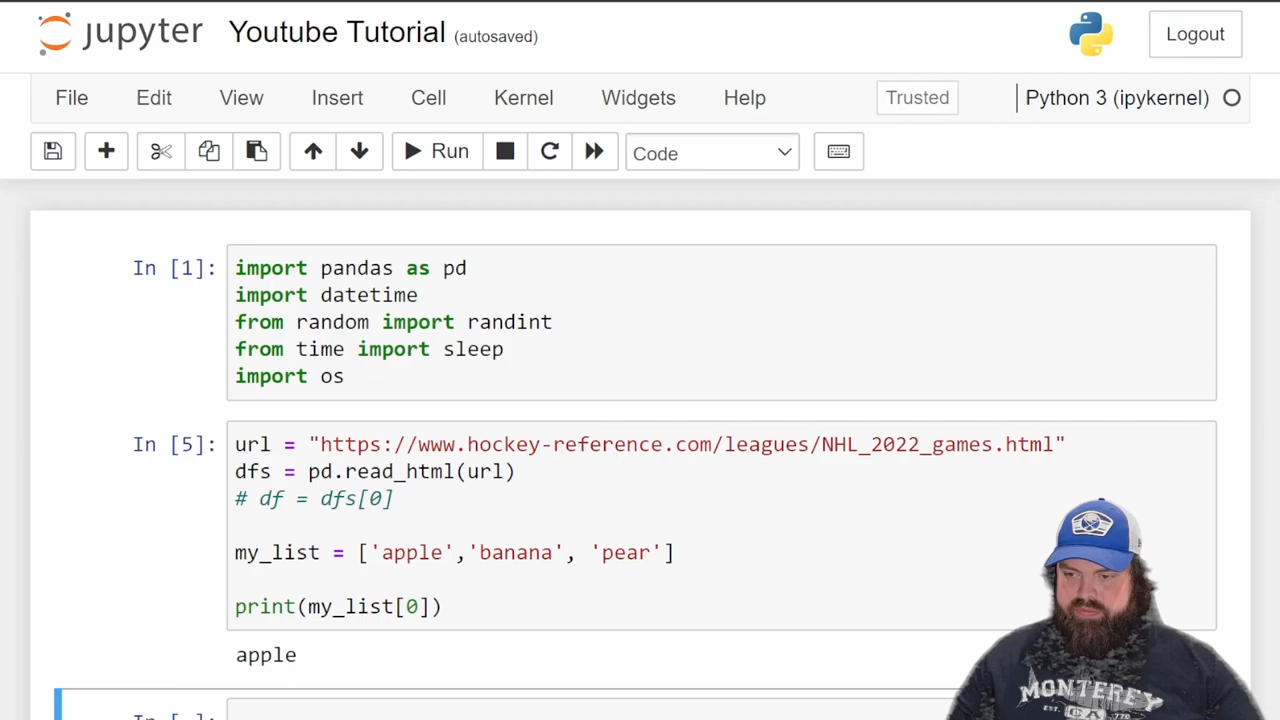 jupyter Youtube Tutorial (autosaved) Logout
File Edit View Insert Cell Kernel Widgets Help Trusted Python 3 (ipykernel)
Run Code
In [1]: import pandas as pd
import datetime
from random import randint
from time import sleep
import os
In [5]: url = "https://www.hockey-reference.com/leagues/NHL_2022_games.html"
dfs = pd.read_html(url)
# df = dfs[0]
my_list = ['apple','banana', 'pear']
print(my_list[0])
apple
MONTEREY
EST. CA 1770